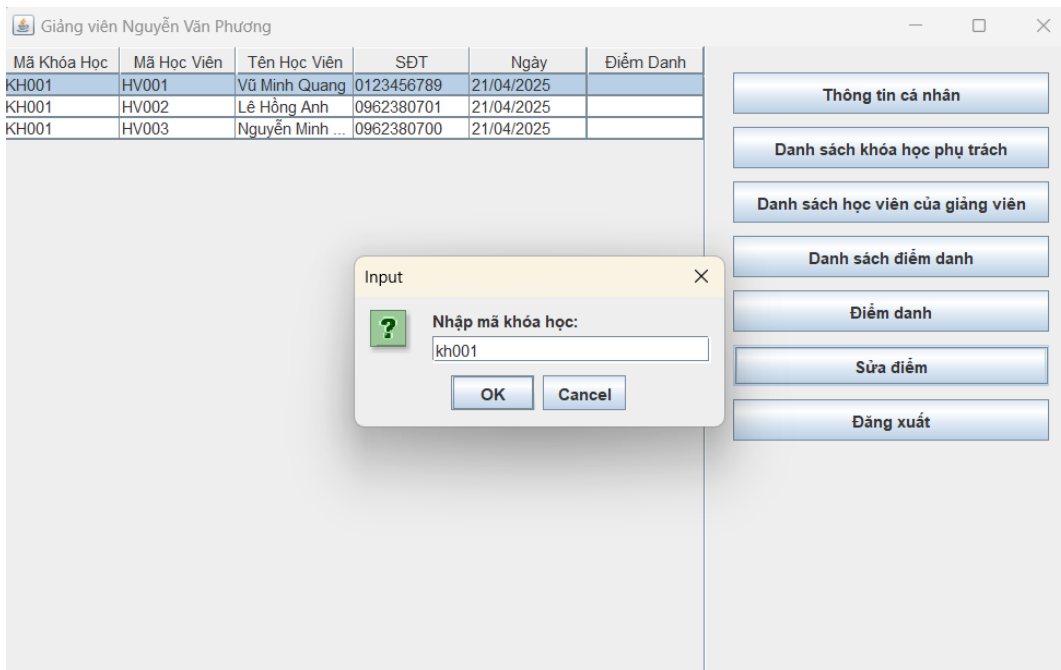 Giảng viên Nguyễn Văn Phương
Mã Khóa Học Mã Học Viên Tên Học Viên SĐT Ngày Điểm Danh
KH001 HV001 Vũ Minh Quang 0123456789 21/04/2025
KH001 HV002 Lê Hồng Anh 0962380701 21/04/2025
KH001 HV003 Nguyễn Minh ... 0962380700 21/04/2025
Input
Nhập mã khóa học:
kh001
OK Cancel
Thông tin cá nhân
Danh sách khóa học phụ trách
Danh sách học viên của giảng viên
Danh sách điểm danh
Điểm danh
Sửa điểm
Đăng xuất